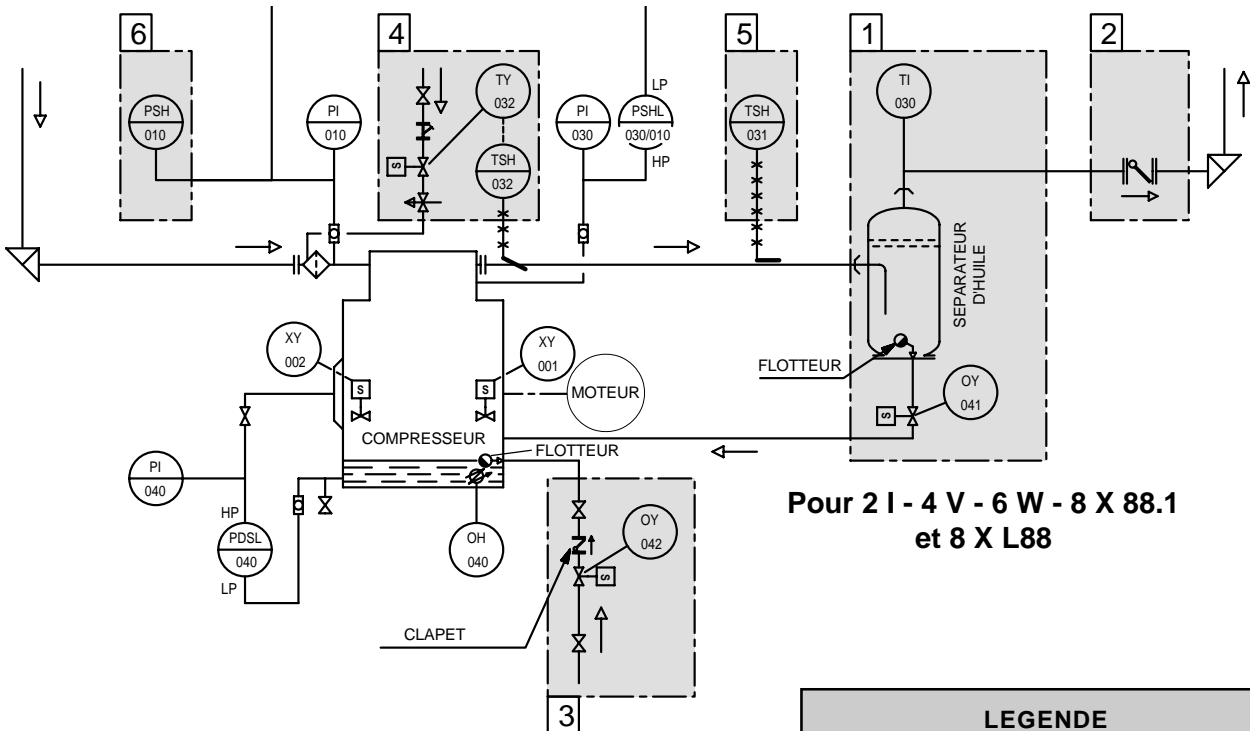 6
4
5
1
2
PSH
010
PI
010
TY
032
TSH
032
PI
030
LP
PSHL
030/010
HP
TSH
031
TI
030
S
SEPARATEUR
D'HUILE
XY
002
S
XY
001
S
MOTEUR
FLOTTEUR
OY
041
S
COMPRESSEUR
FLOTTEUR
PI
040
HP
PDSL
040
LP
OH
040
OY
042
S
CLAPET
3
Pour 2 I - 4 V - 6 W - 8 X 88.1
et 8 X L88
LEGENDE